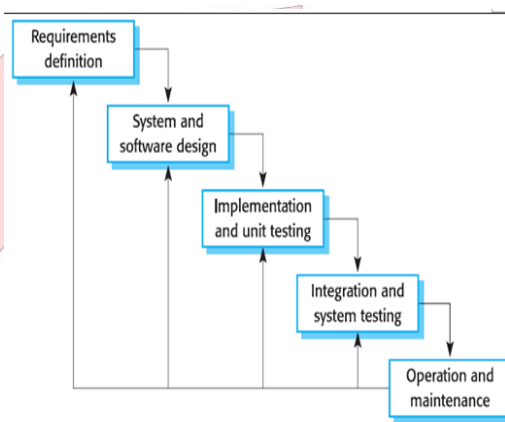 Requirements
definition
System and
software design
Implementation
and unit testing
Integration and
system testing
Operation and
maintenance